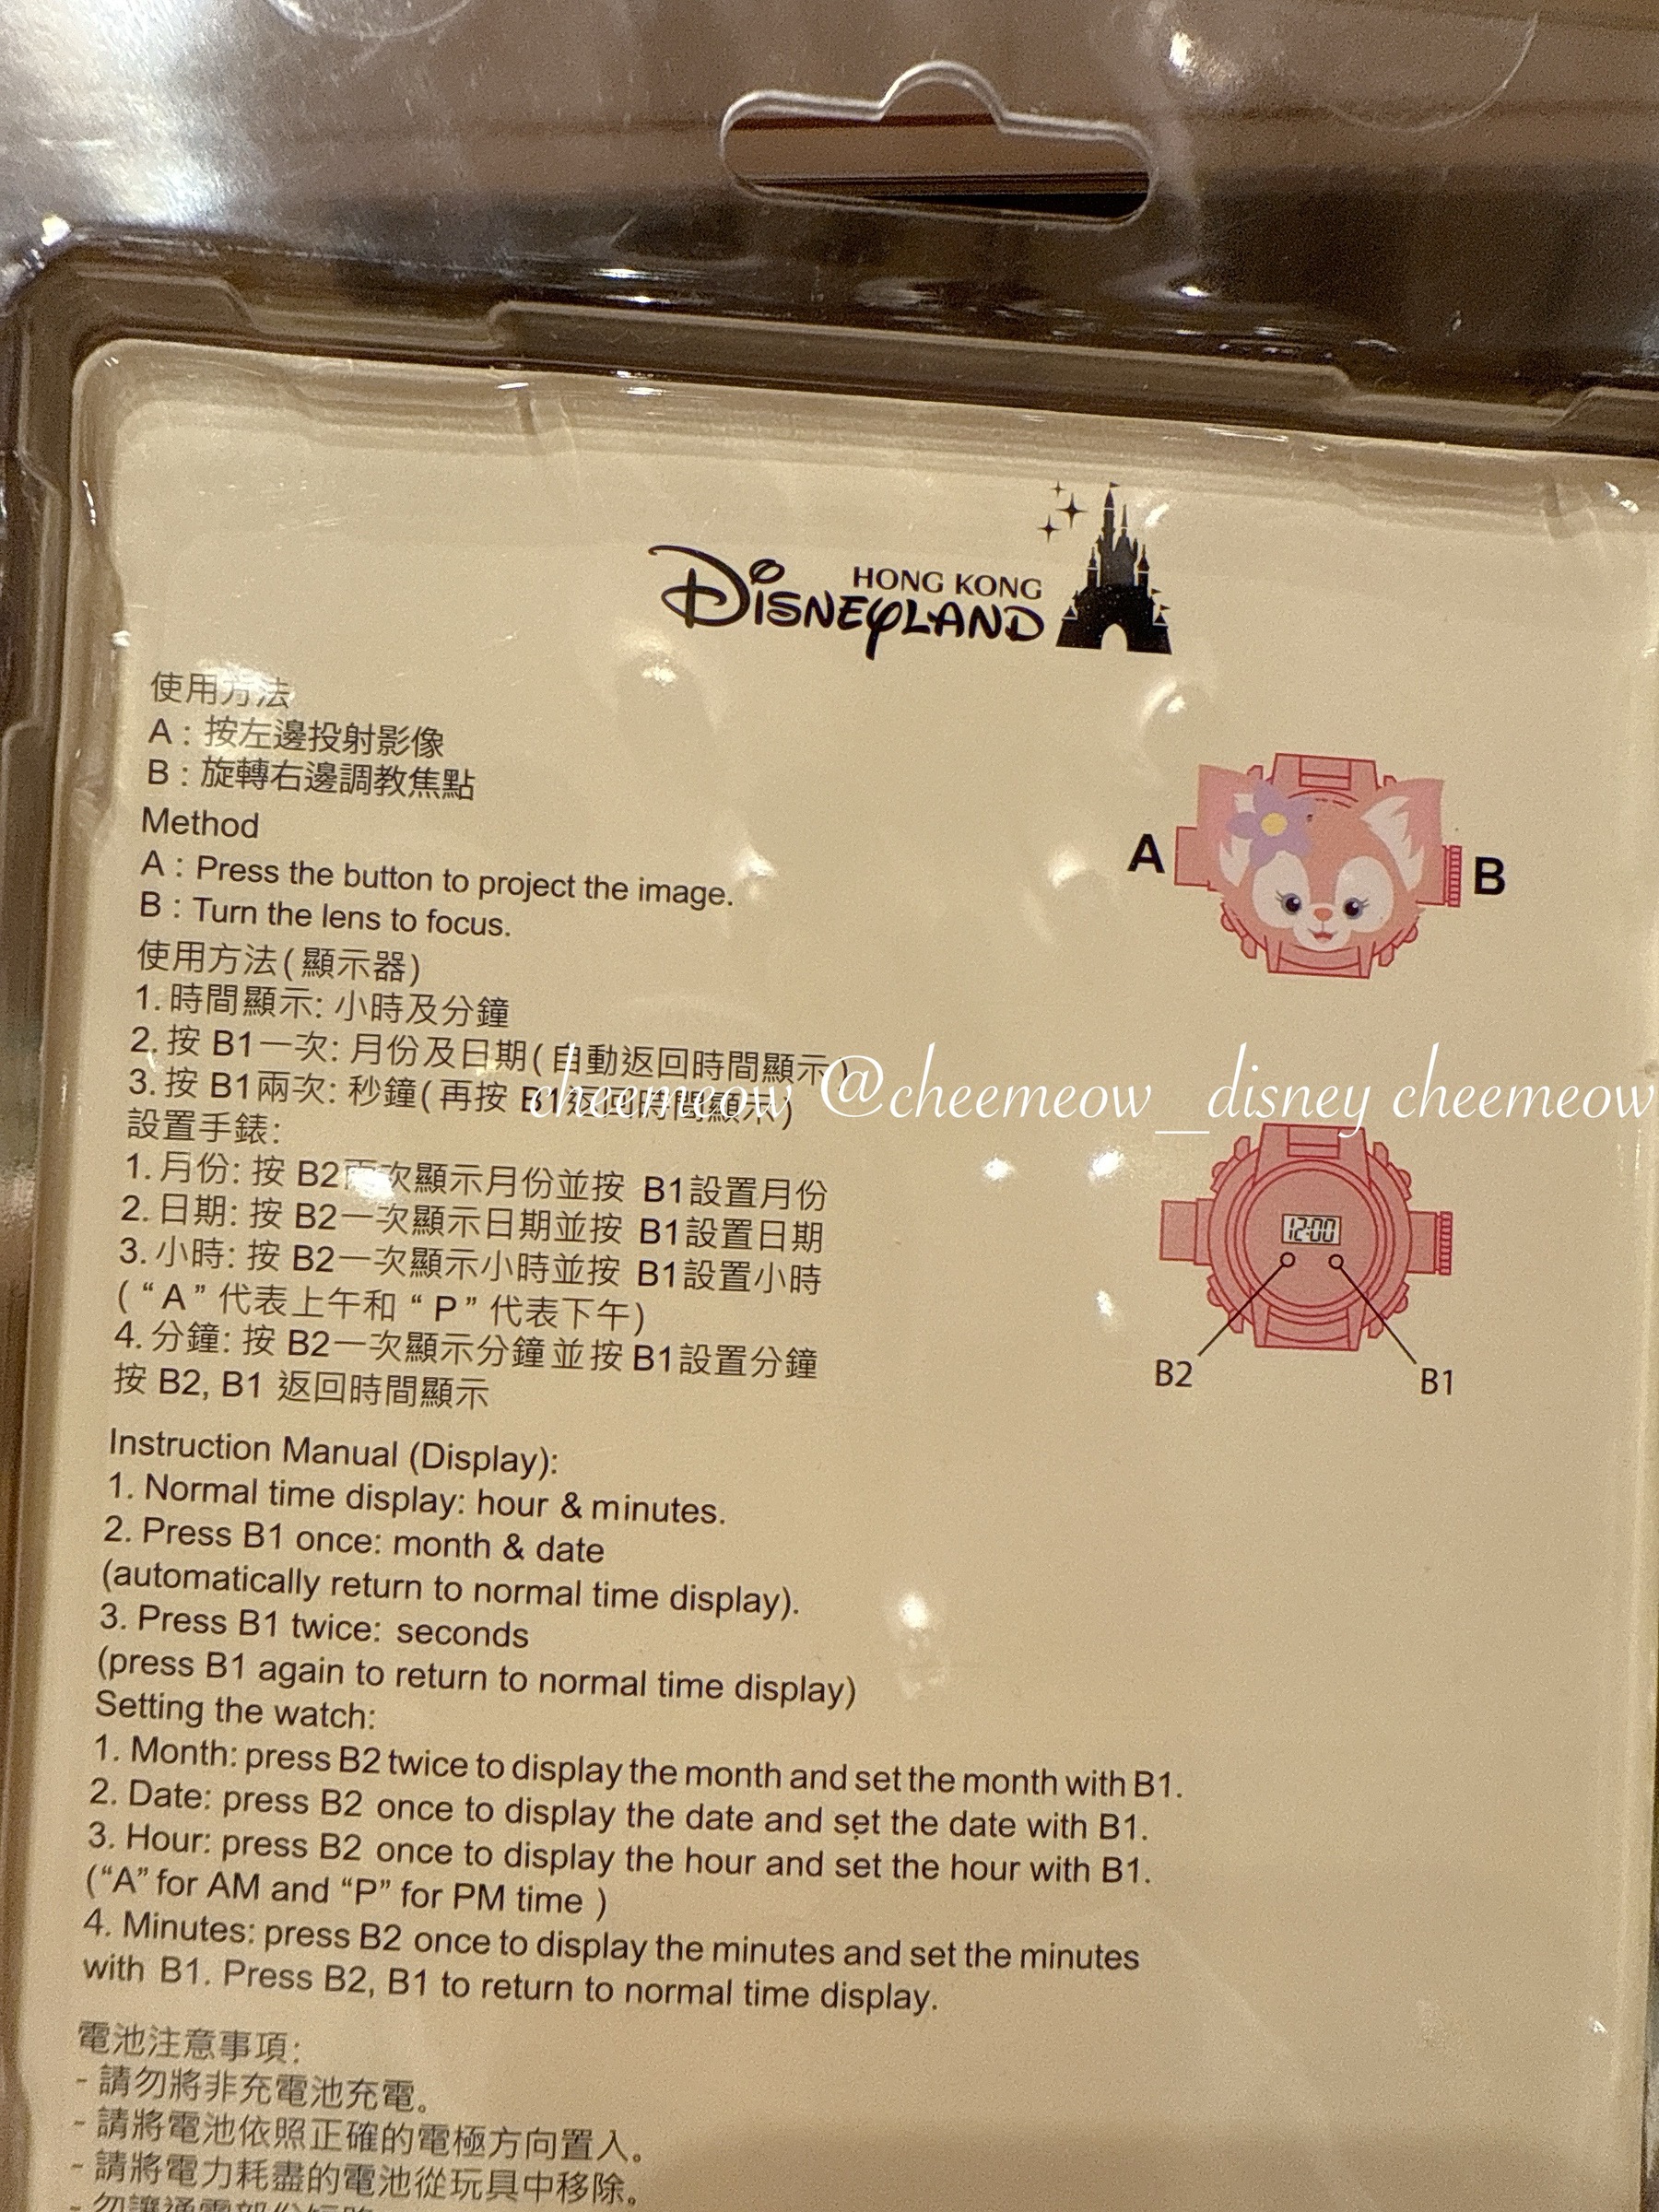 HONG KONG
DISNEYLAND
使用方法
A : 按左邊投射影像
B : 旋轉右邊調教焦點
Method
A : Press the button to project the image.
B : Turn the lens to focus.
A
B
使用方法(顯示器)
1. 時間顯示: 小時及分鐘
2. 按 B1一次: 月份及日期(自動返回時間顯示)
3. 按 B1兩次: 秒鐘(再按 B1返回時間顯示)
cheemeow @cheemeow_disney cheemeow
設置手錶:
1. 月份: 按 B2兩次顯示月份並按 B1設置月份
2. 日期: 按 B2一次顯示日期並按 B1設置日期
3. 小時: 按 B2一次顯示小時並按 B1設置小時
( “A” 代表上午和 “P” 代表下午)
4. 分鐘: 按 B2一次顯示分鐘並按 B1設置分鐘
按 B2, B1 返回時間顯示
12:00
B2
B1
Instruction Manual (Display):
1. Normal time display: hour & minutes.
2. Press B1 once: month & date
(automatically return to normal time display).
3. Press B1 twice: seconds
(press B1 again to return to normal time display)
Setting the watch:
1. Month: press B2 twice to display the month and set the month with B1.
2. Date: press B2 once to display the date and set the date with B1.
3. Hour: press B2 once to display the hour and set the hour with B1.
(“A” for AM and “P” for PM time )
4. Minutes: press B2 once to display the minutes and set the minutes
with B1. Press B2, B1 to return to normal time display.
電池注意事項:
- 請勿將非充電池充電。
- 請將電池依照正確的電極方向置入。
- 請將電力耗盡的電池從玩具中移除。